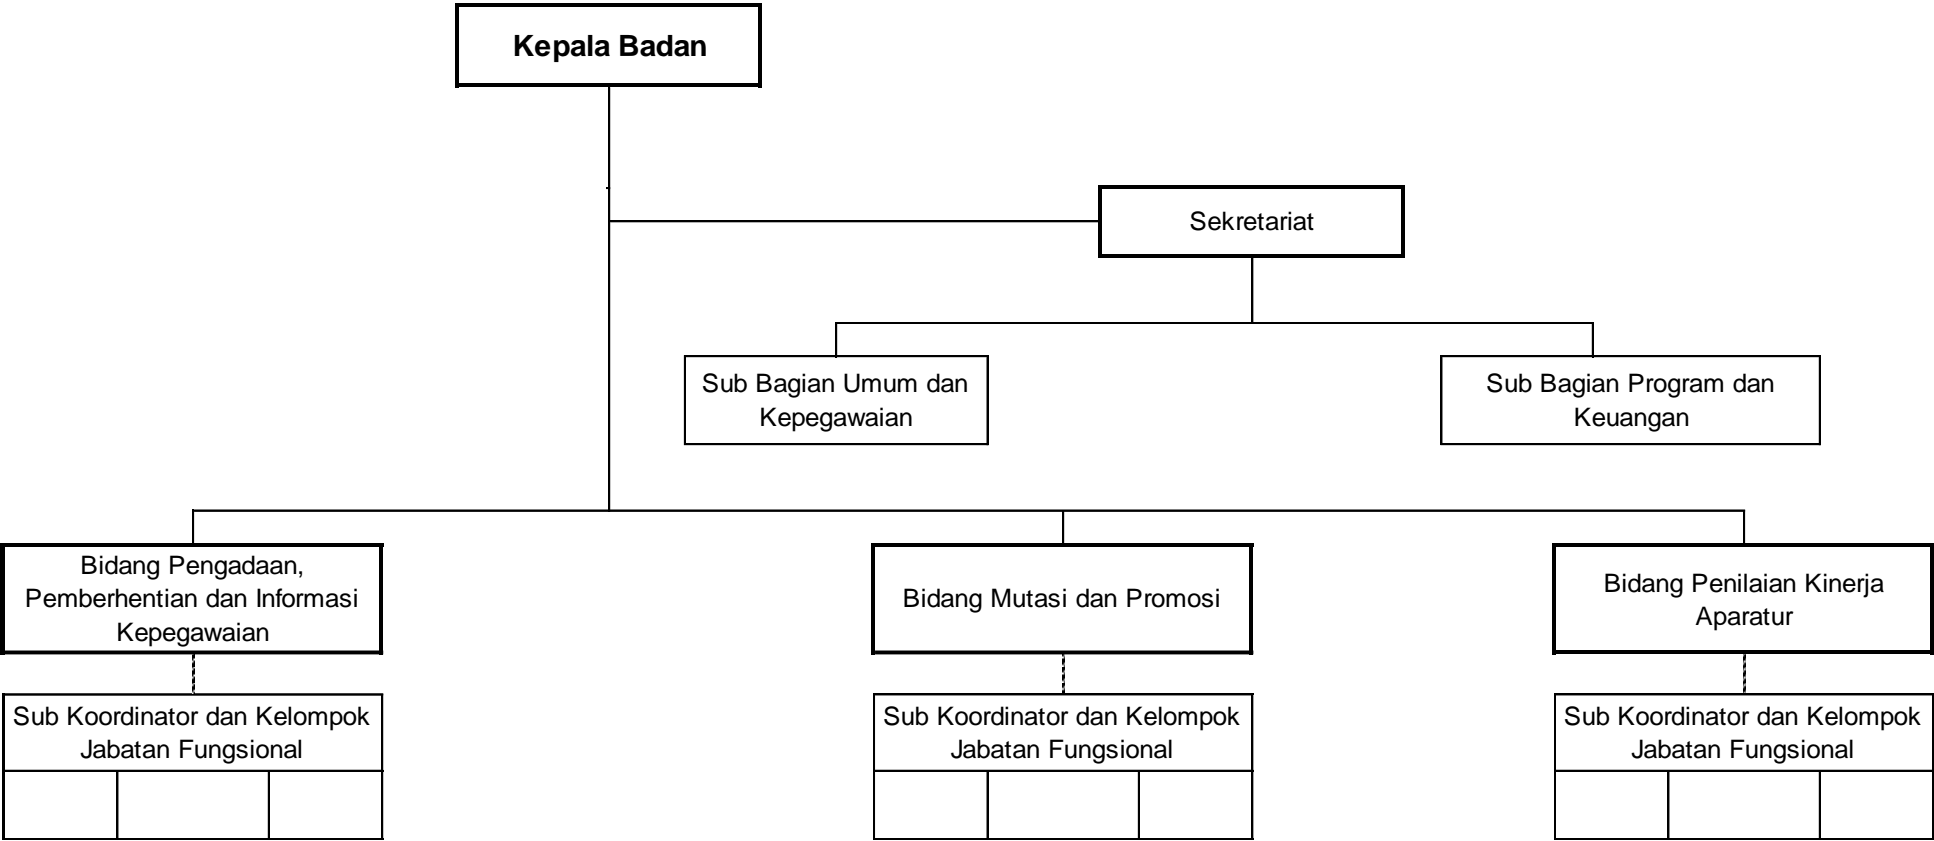 Kepala Badan
Sekretariat
Sub Bagian Umum dan
Kepegawaian
Sub Bagian Program dan
Keuangan
Bidang Pengadaan,
Pemberhentian dan Informasi
Kepegawaian
Bidang Mutasi dan Promosi
Bidang Penilaian Kinerja
Aparatur
Sub Koordinator dan Kelompok
Jabatan Fungsional
Sub Koordinator dan Kelompok
Jabatan Fungsional
Sub Koordinator dan Kelompok
Jabatan Fungsional